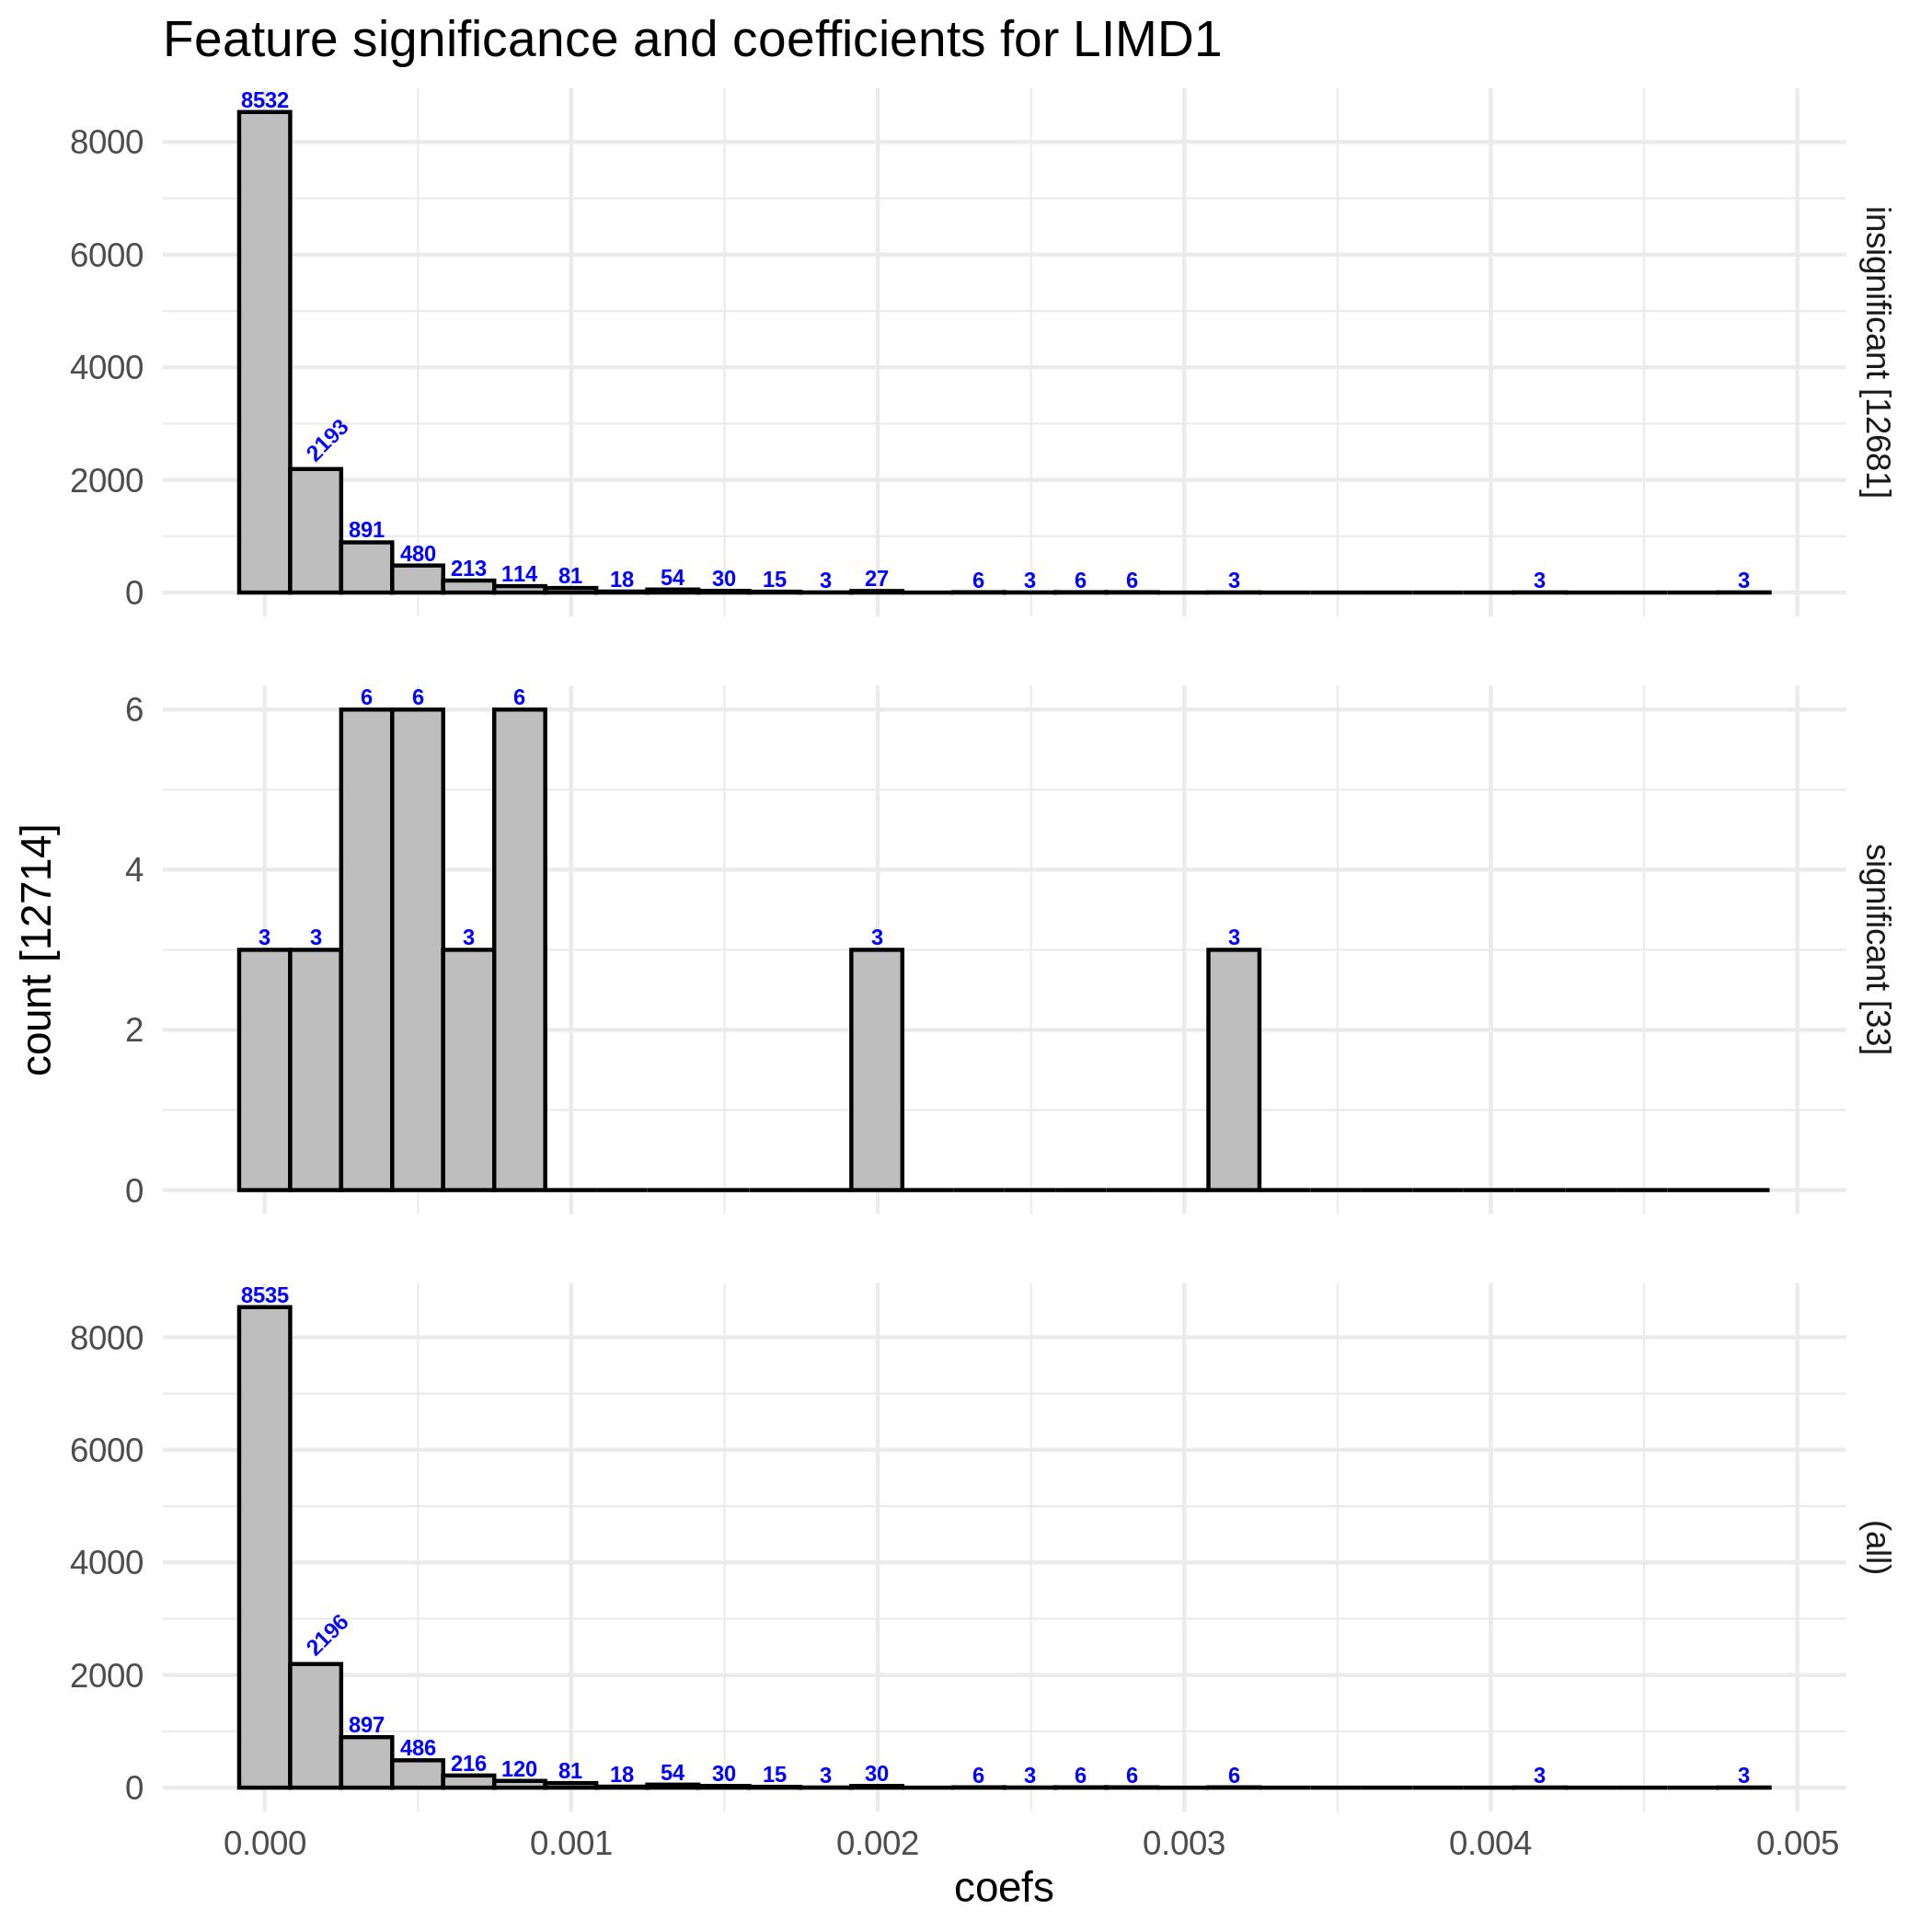 Feature significance and coefficients for LIMD1
8532
8000
6000
4000
2193
2000
891
480
213 114 81 18 54 30 15 3 27 6 3 6 6 3 3 3
0
insignificant [12681]
6 6 6
6
4
3 3 3 3 3
2
0
significant [33]
count [12714]
8535
8000
6000
4000
2196
2000
897
486
216 120 81 18 54 30 15 3 30 6 3 6 6 6 3 3
0
(all)
0.000 0.001 0.002 0.003 0.004 0.005
coefs